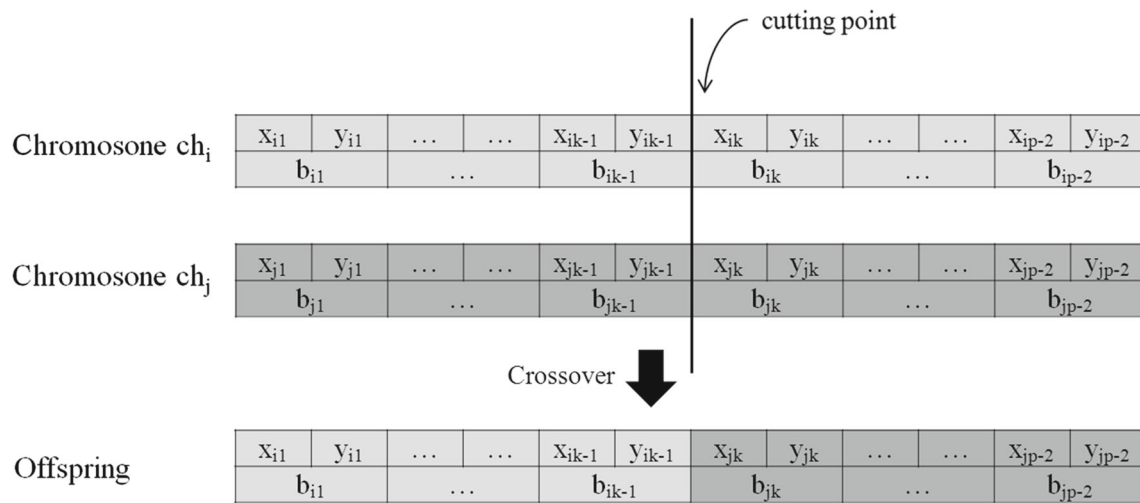 cutting point
Chromosone chi
xi1 yi1 ... ... xik-1 yik-1 xik yik ... ... xip-2 yip-2
bi1 ... bik-1 bik ... bip-2
Chromosone chj
xj1 yj1 ... ... xjk-1 yjk-1 xjk yjk ... ... xjp-2 yjp-2
bj1 ... bjk-1 bjk ... bjp-2
Crossover
Offspring
xi1 yi1 ... ... xik-1 yik-1 xjk yjk ... ... xjp-2 yjp-2
bi1 ... bik-1 bjk ... bjp-2